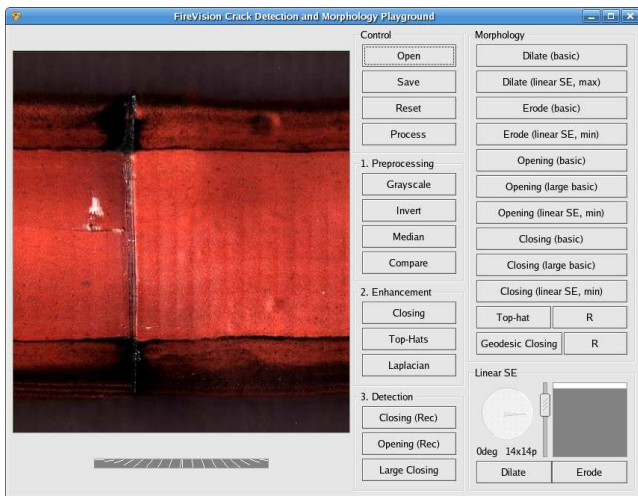 FireVision Crack Detection and Morphology Playground
Control
Open
Save
Reset
Process
1. Preprocessing
Grayscale
Invert
Median
Compare
2. Enhancement
Closing
Top-Hats
Laplacian
3. Detection
Closing (Rec)
Opening (Rec)
Large Closing
Morphology
Dilate (basic)
Dilate (linear SE, max)
Erode (basic)
Erode (linear SE, min)
Opening (basic)
Opening (large basic)
Opening (linear SE, min)
Closing (basic)
Closing (large basic)
Closing (linear SE, min)
Top-hat R
Geodesic Closing R
Linear SE
0deg 14x14p
Dilate Erode